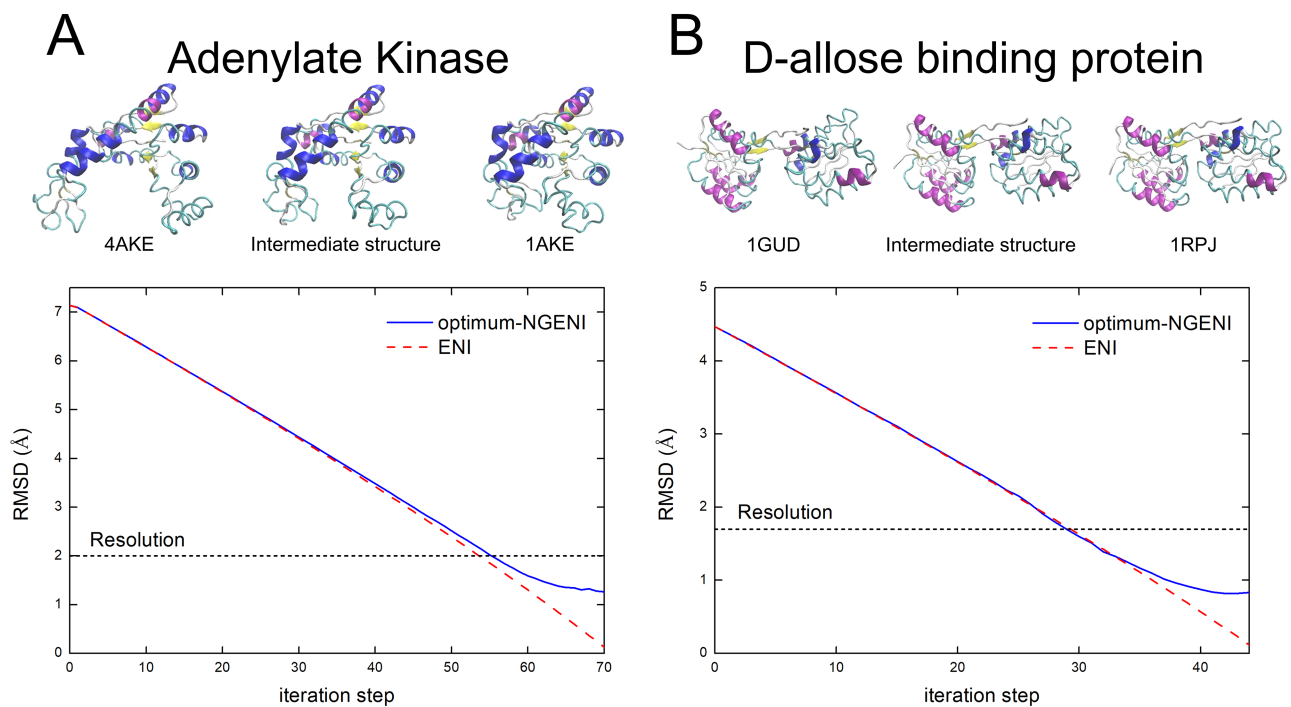 A
Adenylate Kinase
4AKE
Intermediate structure
1AKE
optimum-NGENI
ENI
Resolution
RMSD (Å)
7
6
5
4
3
2
1
0
0 10 20 30 40 50 60 70
iteration step
B
D-allose binding protein
1GUD
Intermediate structure
1RPJ
optimum-NGENI
ENI
Resolution
RMSD (Å)
5
4
3
2
1
0
0 10 20 30 40
iteration step